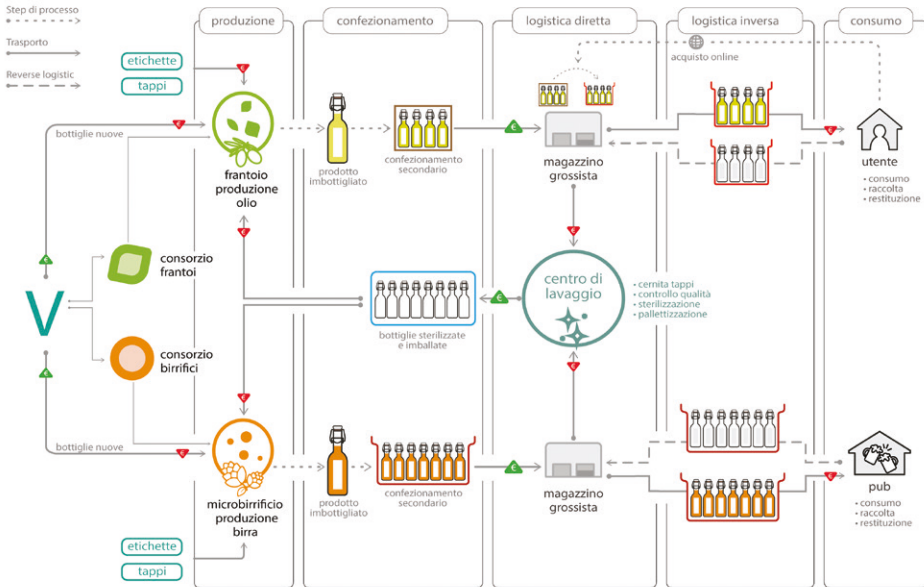 Step di processo
Trasporto
Reverse logistic
produzione
confezionamento
logistica diretta
logistica inversa
consumo
etichette
tappi
acquisto online
bottiglie nuove
frantoio
produzione
olio
prodotto
imbottigliato
confezionamento
secondario
magazzino
grossista
utente
• consumo
• raccolta
• restituzione
€
V
consorzio
frantoi
consorzio
birrifici
bottiglie sterilizzate
e imballate
centro di
lavaggio
• cernita tappi
• controllo qualità
• sterilizzazione
• pallettizzazione
bottiglie nuove
microbirrificio
produzione
birra
prodotto
imbottigliato
confezionamento
secondario
magazzino
grossista
pub
• consumo
• raccolta
• restituzione
etichette
tappi